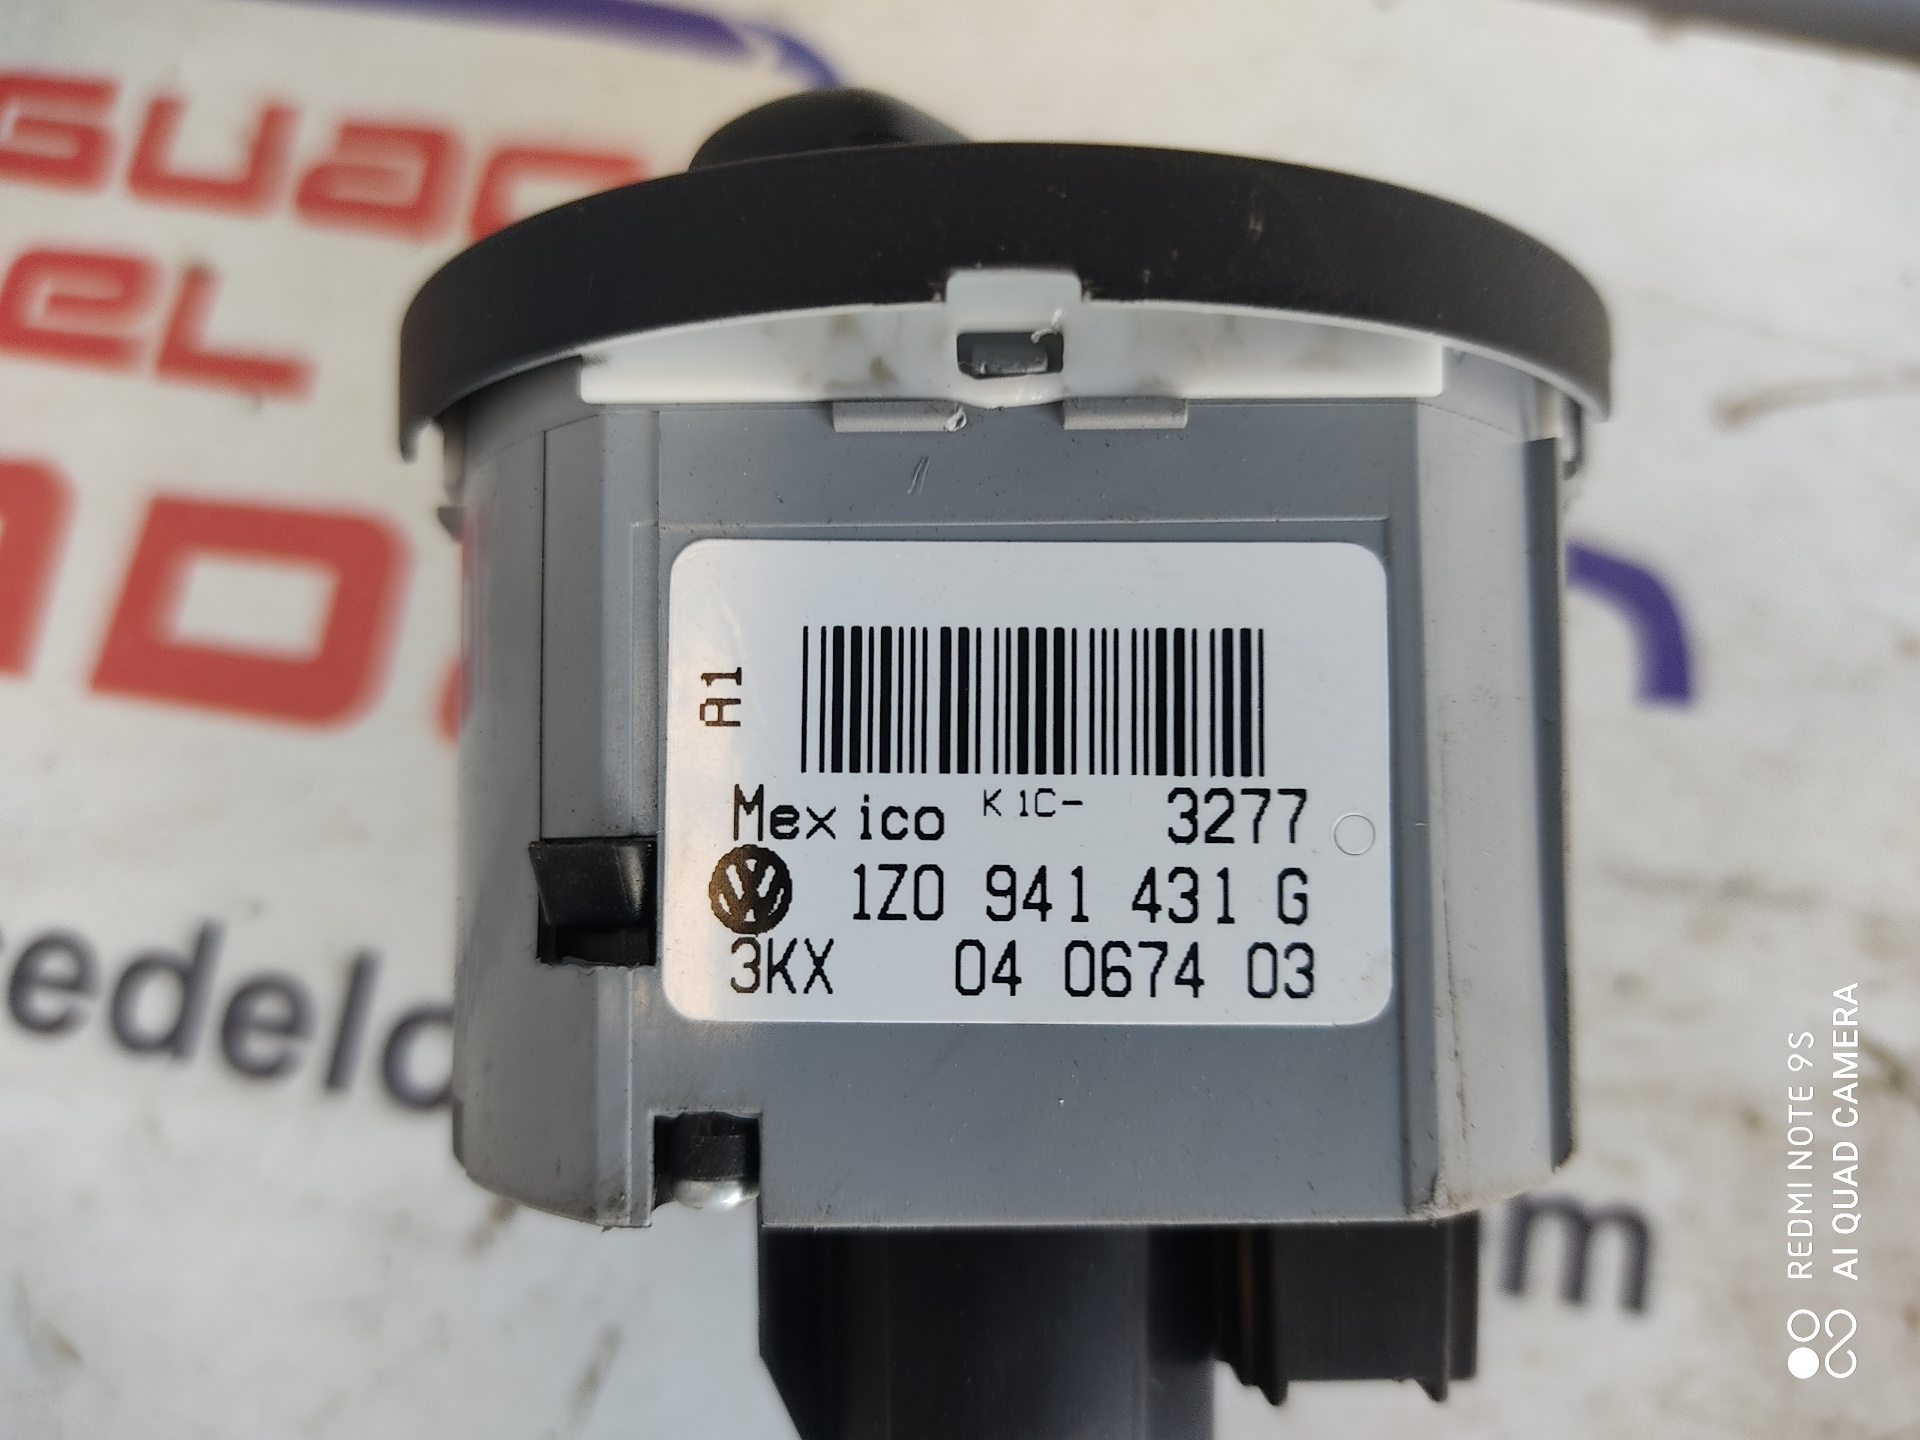 A1
Mexico K1C- 3277
1Z0 941 431 G
3KX 04 0674 03
REDMI NOTE 9S
AI QUAD CAMERA